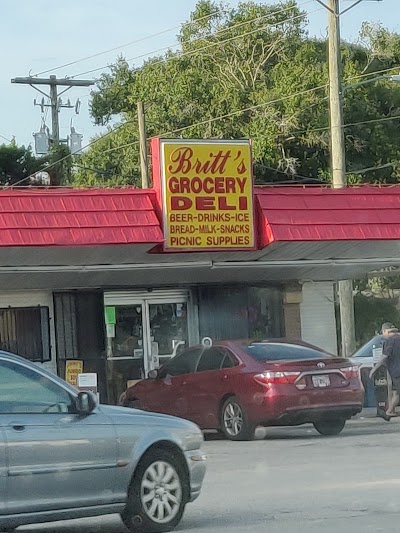 Britt's
GROCERY
DELI
BEER-DRINKS-ICE
BREAD-MILK-SNACKS
PICNIC SUPPLIES